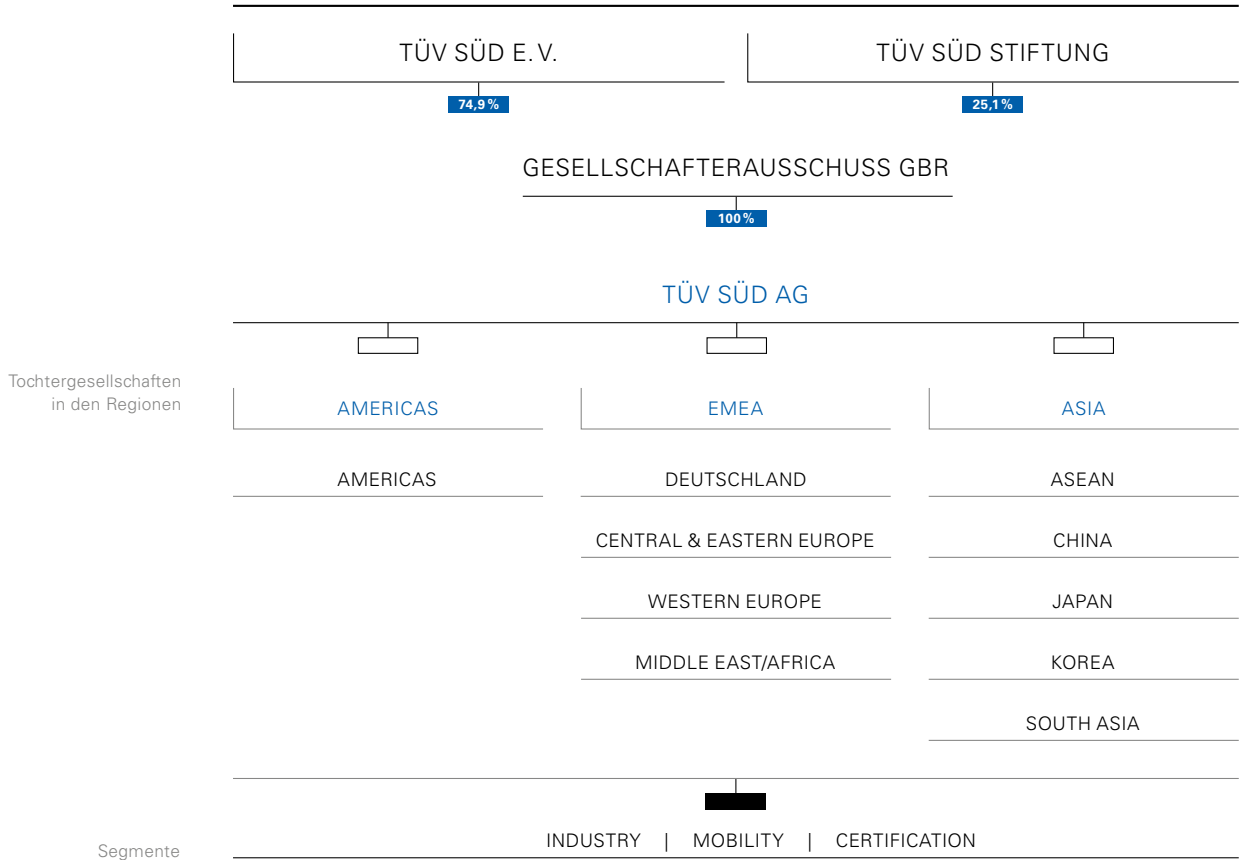 TÜV SÜD E. V.
TÜV SÜD STIFTUNG
74,9 %
25,1 %
GESELLSCHAFTERAUSSCHUSS GBR
100 %
TÜV SÜD AG
Tochtergesellschaften
in den Regionen
AMERICAS
EMEA
ASIA
AMERICAS
DEUTSCHLAND
ASEAN
CENTRAL & EASTERN EUROPE
CHINA
WESTERN EUROPE
JAPAN
MIDDLE EAST/AFRICA
KOREA
SOUTH ASIA
Segmente
INDUSTRY | MOBILITY | CERTIFICATION